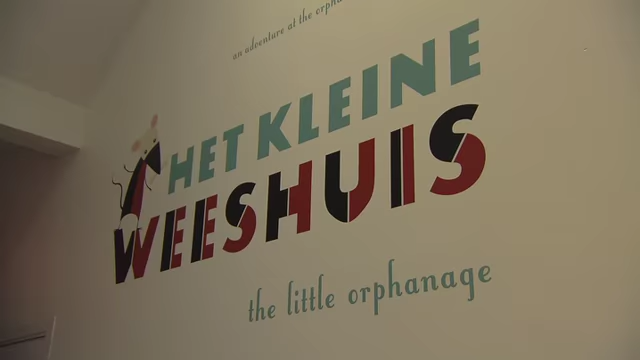 an adventure at the
HET KLEINE
WEESHUIS
the little orphanage